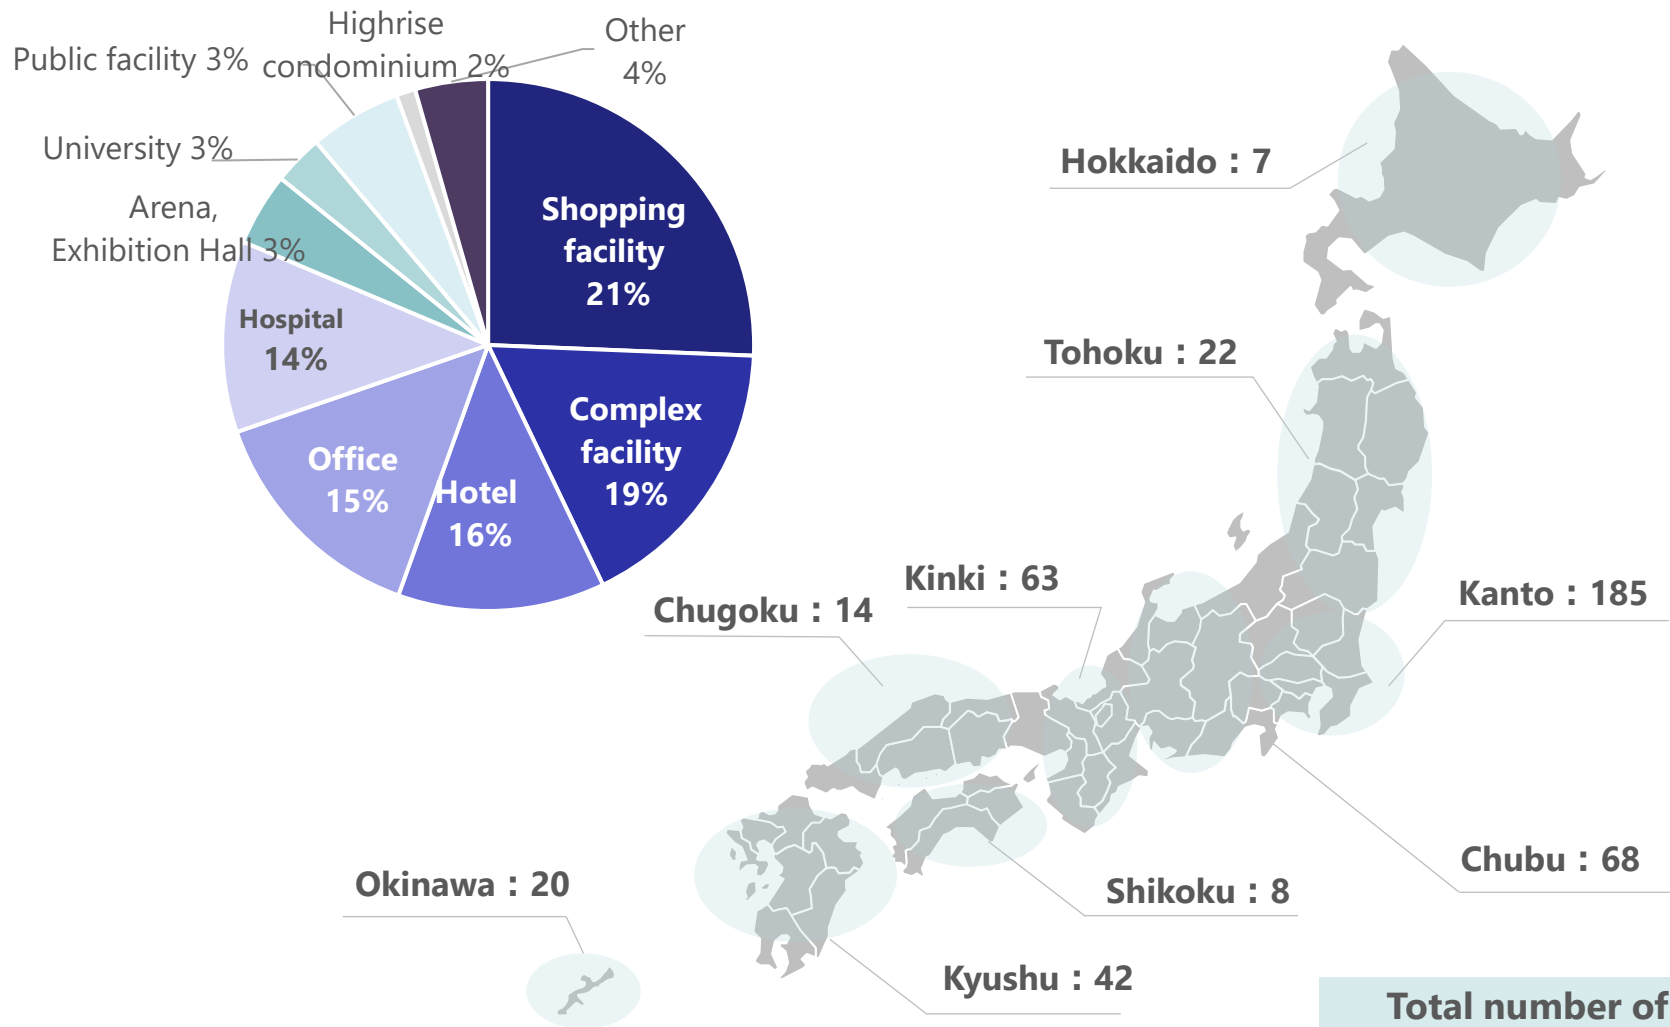 Highrise
condominium 2%
Other
4%
Public facility 3%
University 3%
Arena,
Exhibition Hall 3%
Shopping
facility
21%
Complex
facility
19%
Hotel
16%
Office
15%
Hospital
14%
Hokkaido：7
Tohoku：22
Kinki：63
Chugoku：14
Kanto：185
Chubu：68
Shikoku：8
Okinawa：20
Kyushu：42
Total number of